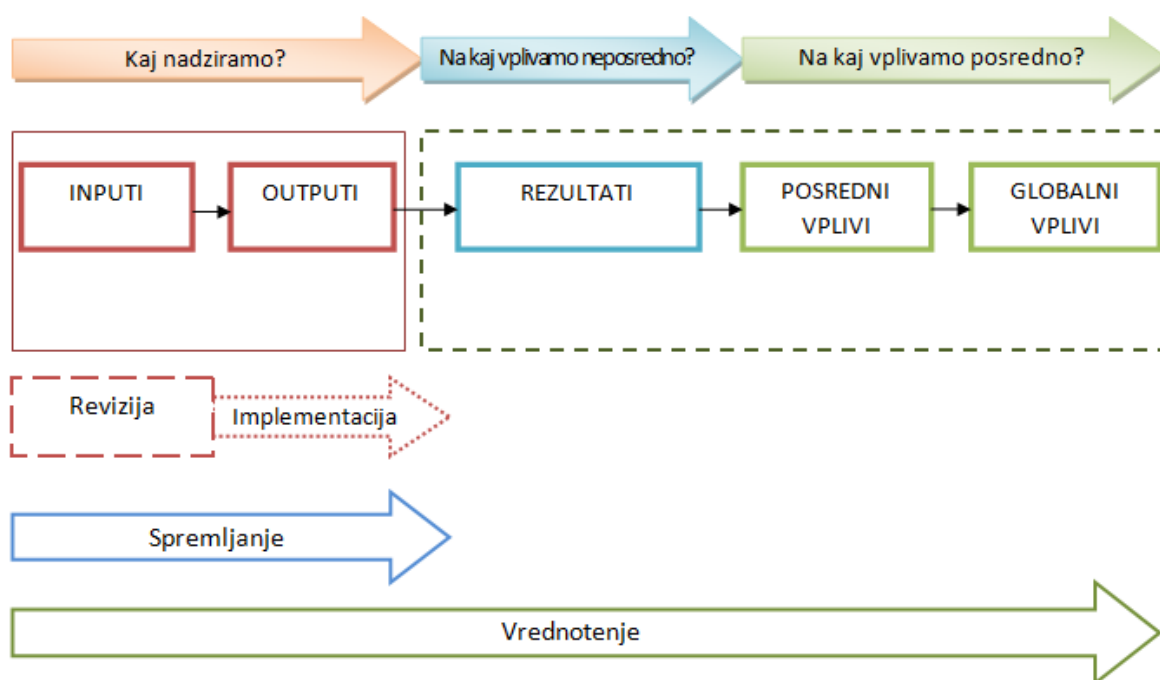 Kaj nadziramo?
Na kaj vplivamo neposredno?
Na kaj vplivamo posredno?
INPUTI
OUTPUTI
REZULTATI
POSREDNI
VPLIVI
GLOBALNI
VPLIVI
Revizija
Implementacija
Spremljanje
Vrednotenje